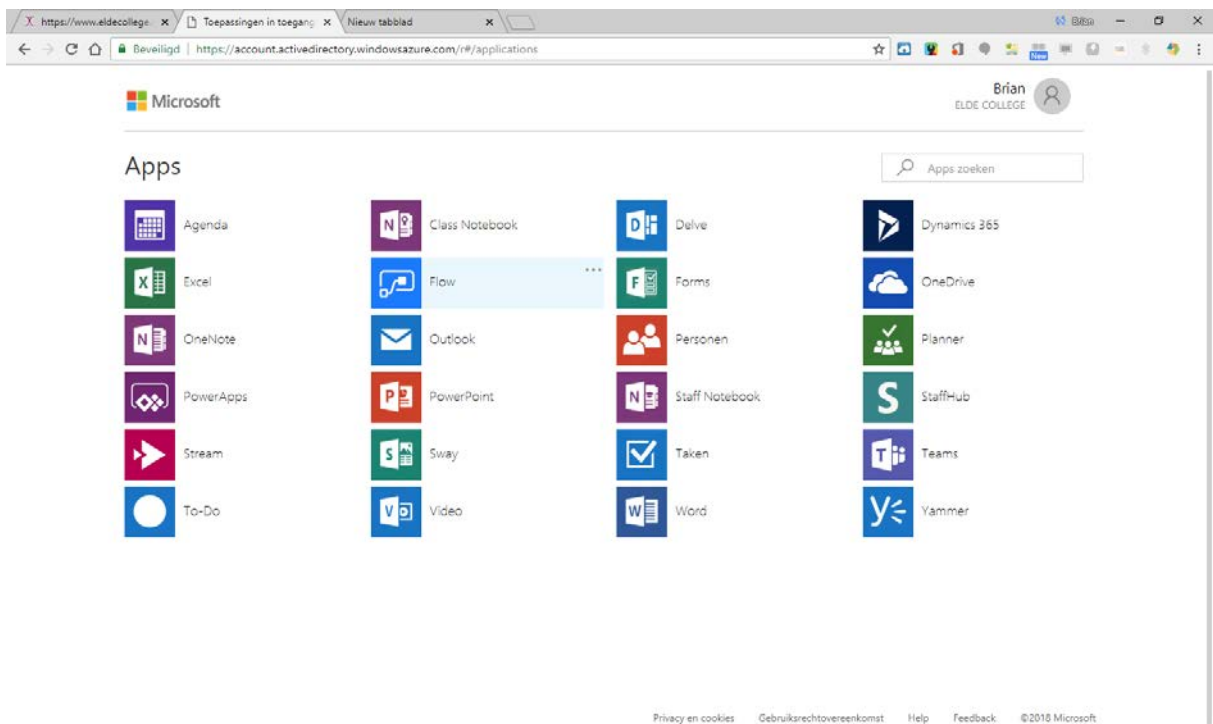 https://www.eldecollege. Toepassingen in toegang Nieuw tabblad
Beveiligd https://account.activedirectory.windowsazure.com/r#/applications New
Microsoft Brian
ELDE COLLEGE
Apps Apps zoeken
Agenda Class Notebook Delve Dynamics 365
Excel Flow Forms OneDrive
OneNote Outlook Personen Planner
PowerApps PowerPoint Staff Notebook StaffHub
Stream Sway Taken Teams
To-Do Video Word Yammer
Privacy en cookies Gebruiksrechtovereenkomst Help Feedback ©2018 Microsoft